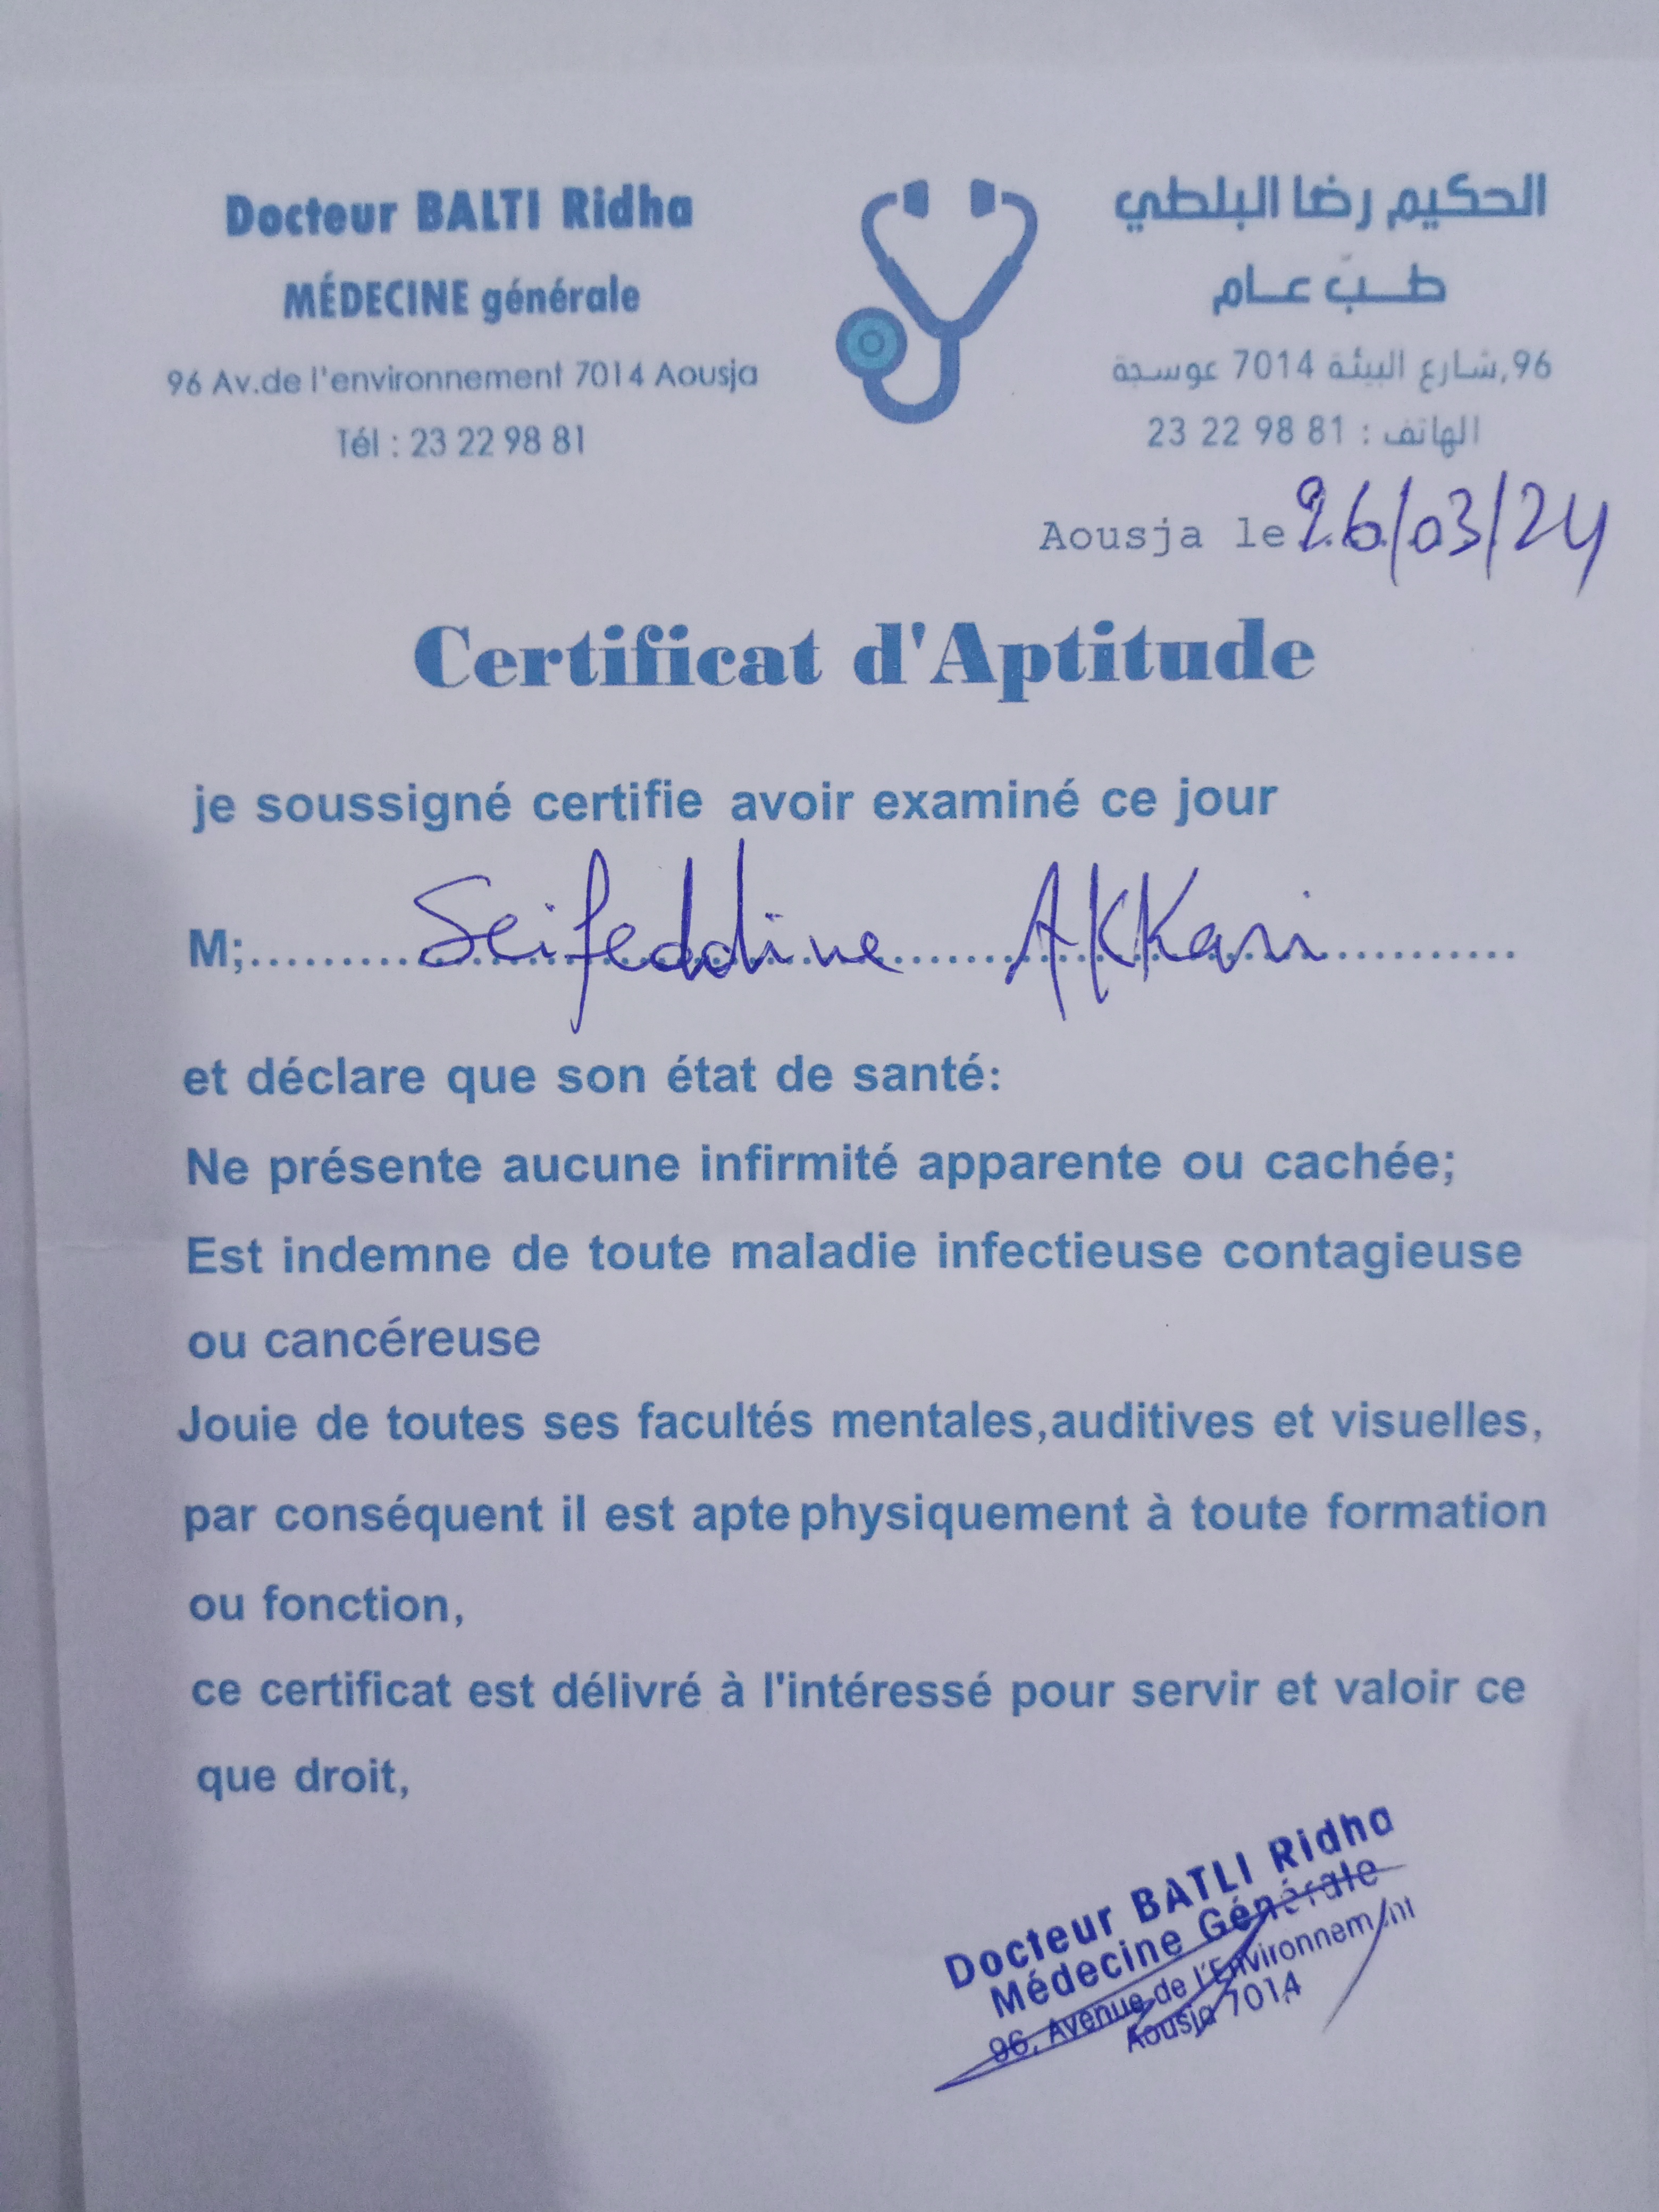 Docteur BALTI Ridha
MÉDECINE générale
96 Av.de l'environnement 7014 Aousja
Tél : 23 22 98 81
الحكيم رضا البلطي
طبّ عام
96,شارع البيئة 7014 عوسجة
الهاتف : 81 98 22 23
Aousja le 26/03/24
Certificat d'Aptitude
je soussigné certifie avoir examiné ce jour
M;..........Seifeddine AKKari..........
et déclare que son état de santé:
Ne présente aucune infirmité apparente ou cachée;
Est indemne de toute maladie infectieuse contagieuse
ou cancéreuse
Jouie de toutes ses facultés mentales,auditives et visuelles,
par conséquent il est apte physiquement à toute formation
ou fonction,
ce certificat est délivré à l'intéressé pour servir et valoir ce
que droit,
Docteur BATLI Ridha
Médecine Générale
96, Avenue de l'Environnement
Aousja 7014